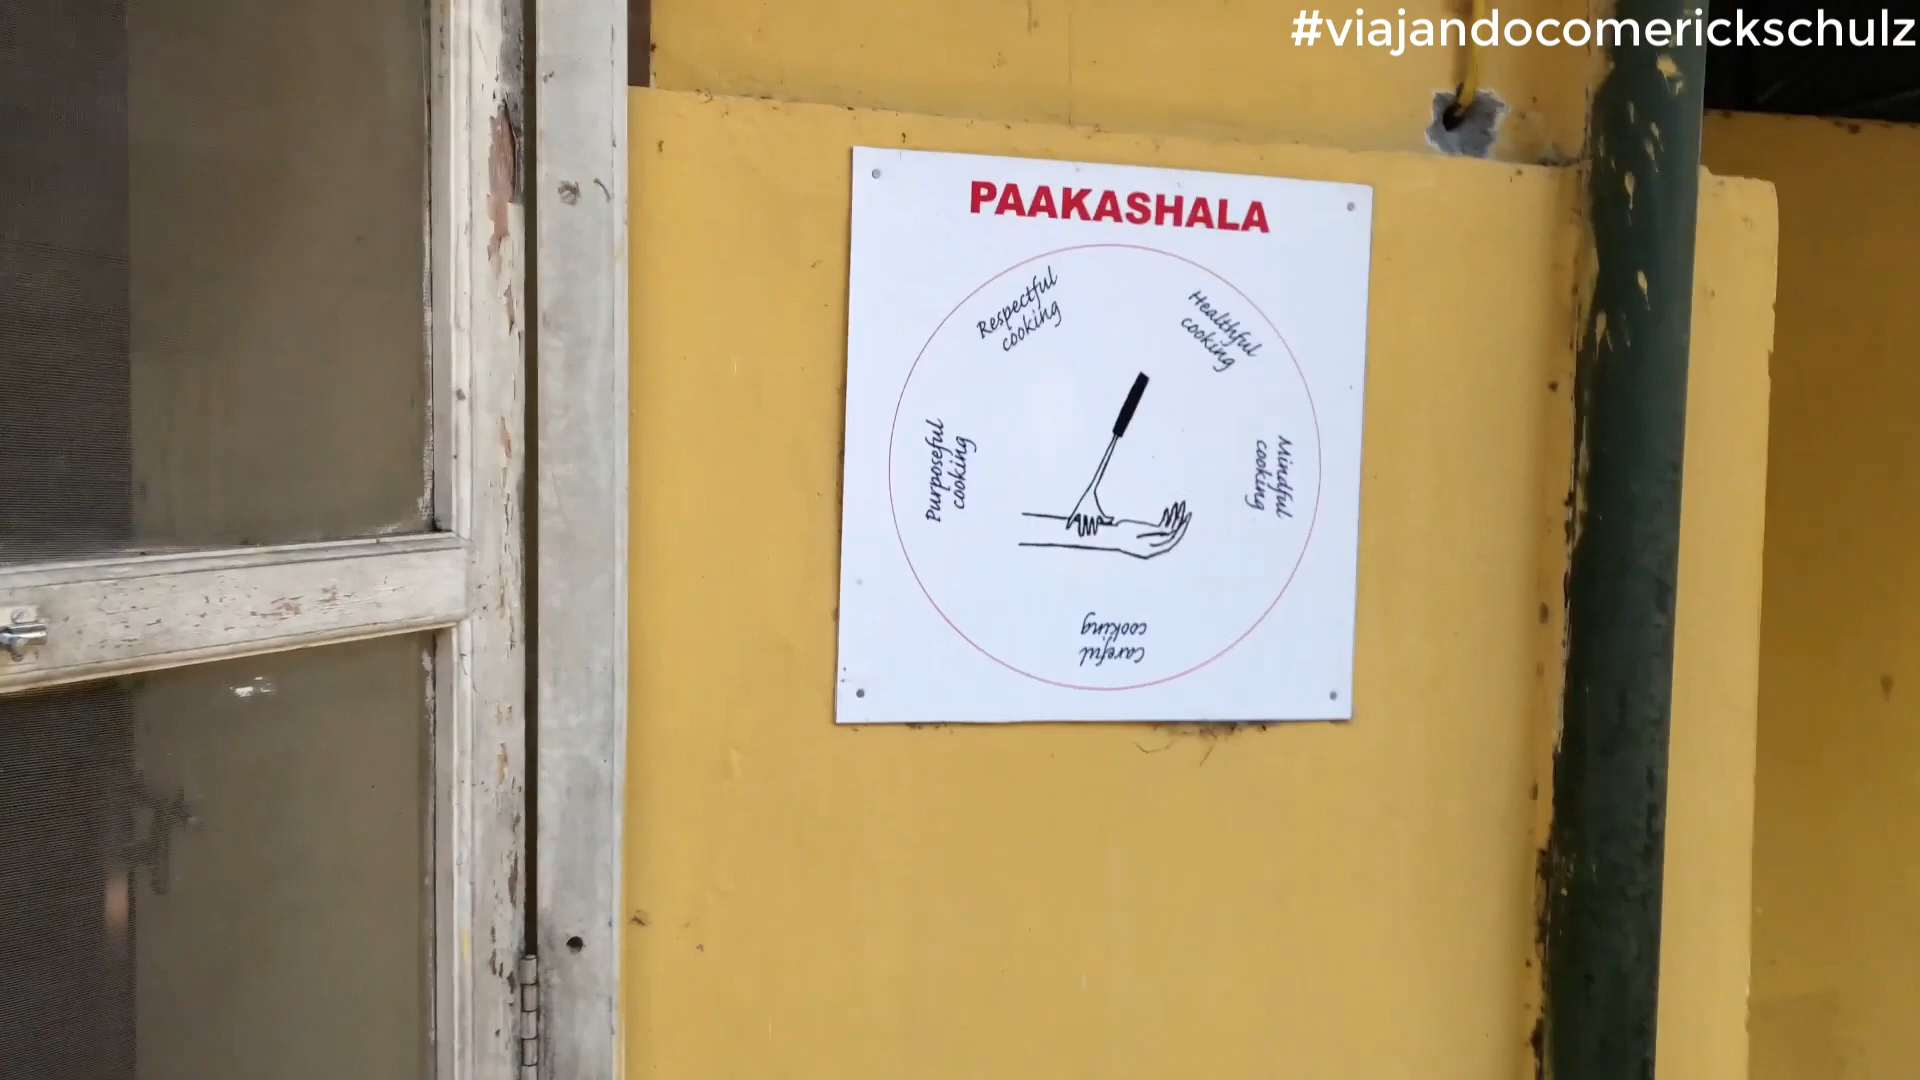 #viajandocomerickschulz
PAAKASHALA
Respectful
cooking
Healthful
cooking
Mindful
cooking
Careful
cooking
Purposeful
cooking